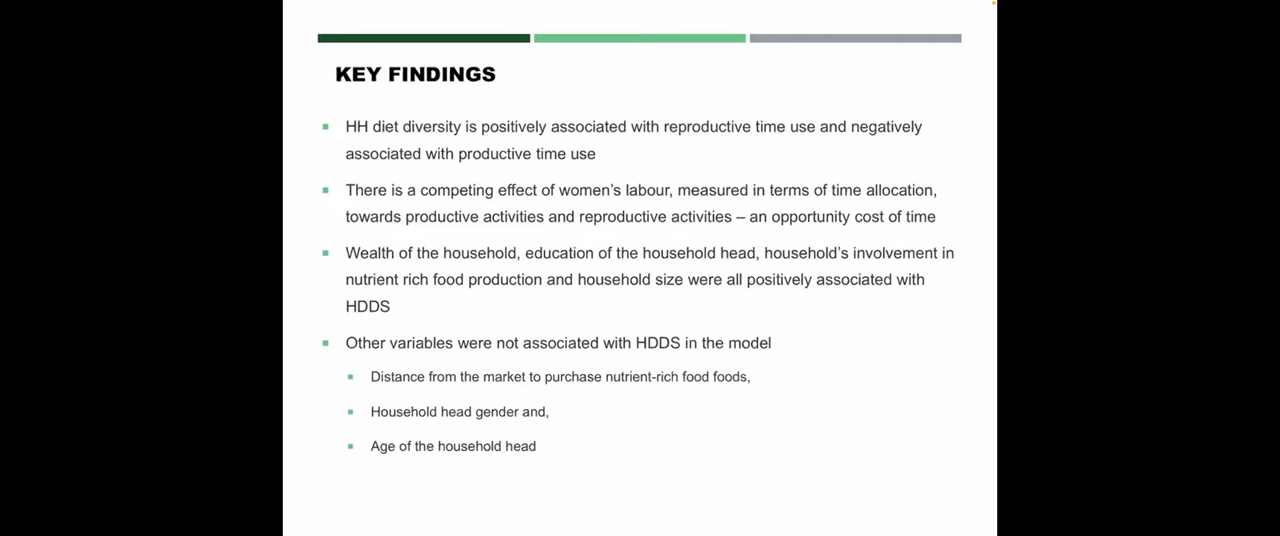 KEY FINDINGS
HH diet diversity is positively associated with reproductive time use and negatively
associated with productive time use
There is a competing effect of women’s labour, measured in terms of time allocation,
towards productive activities and reproductive activities – an opportunity cost of time
Wealth of the household, education of the household head, household’s involvement in
nutrient rich food production and household size were all positively associated with
HDDS
Other variables were not associated with HDDS in the model
Distance from the market to purchase nutrient-rich food foods,
Household head gender and,
Age of the household head